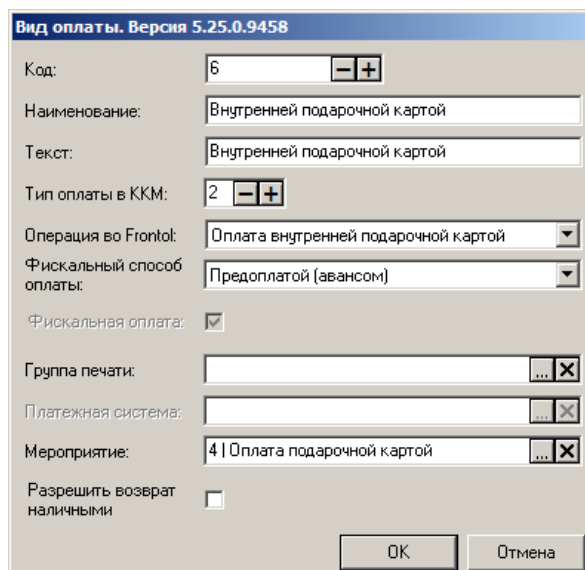 Вид оплаты. Версия 5.25.0.9458
Код: 6
Наименование: Внутренней подарочной картой
Текст: Внутренней подарочной картой
Тип оплаты в ККМ: 2
Операция во Frontol: Оплата внутренней подарочной картой
Фискальный способ
оплаты: Предоплатой (авансом)
Фискальная оплата:
Группа печати: ...
Платежная система: ...
Мероприятие: 4 | Оплата подарочной картой ...
Разрешить возврат
наличными
OK Отмена